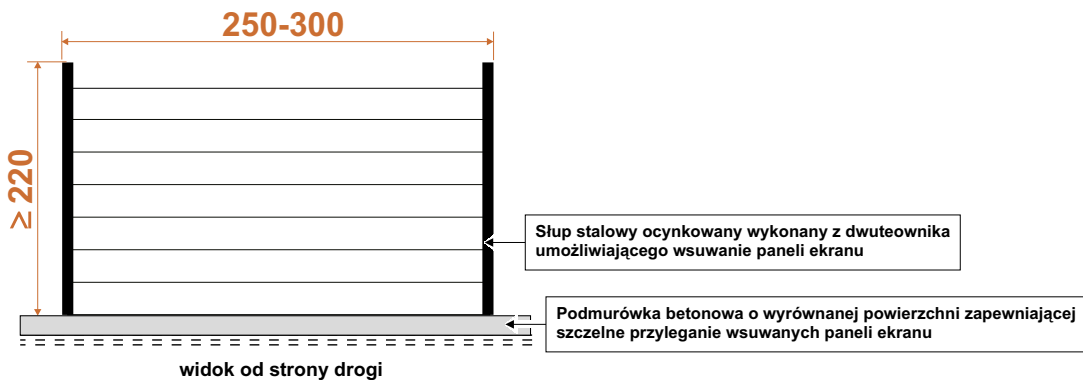 250-300
≥ 220
Słup stalowy ocynkowany wykonany z dwuteownika
umożliwiającego wsuwanie paneli ekranu
Podmurówka betonowa o wyrównanej powierzchni zapewniającej
szczelne przyleganie wsuwanych paneli ekranu
widok od strony drogi